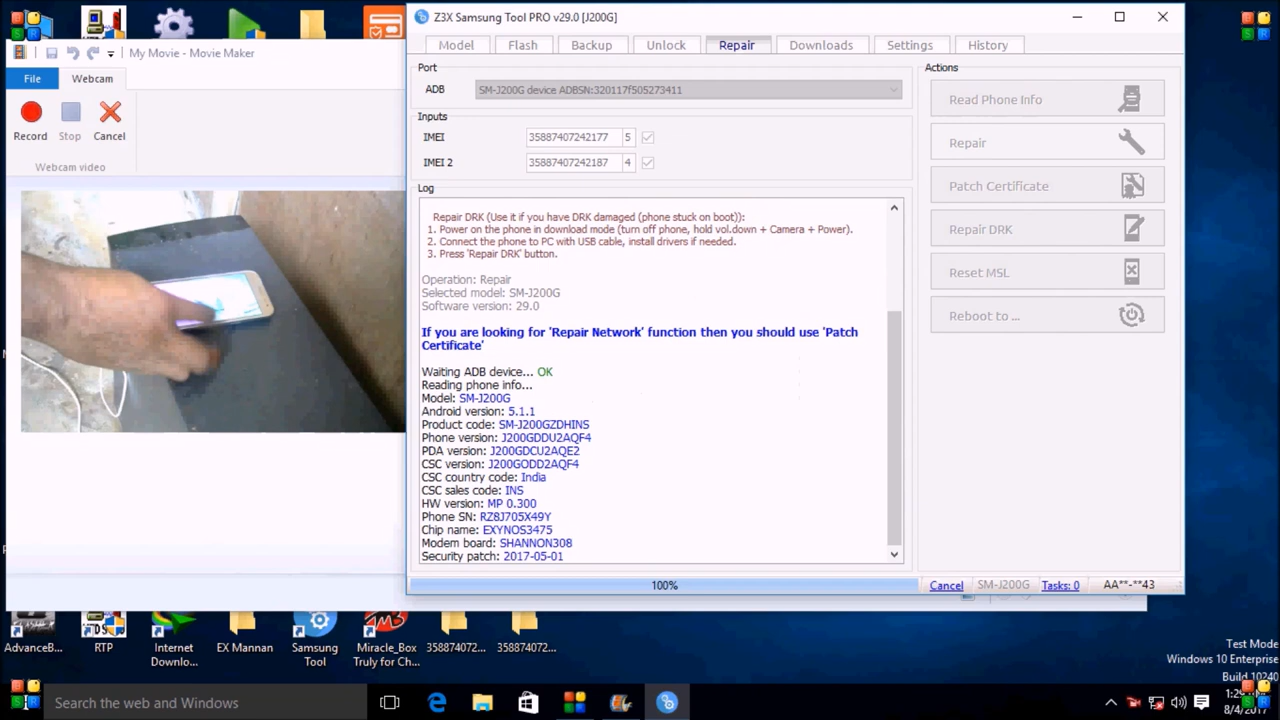 My Movie - Movie Maker
File
Webcam
Record
Stop
Cancel
Webcam video
Z3X Samsung Tool PRO v29.0 [J200G]
Model
Flash
Backup
Unlock
Repair
Downloads
Settings
History
Port
ADB
SM-J200G device ADBSN:320117f505273411
Inputs
IMEI
35887407242177
5
IMEI 2
35887407242187
4
Log
Repair DRK (Use it if you have DRK damaged (phone stuck on boot)):
1. Power on the phone in download mode (turn off phone, hold vol.down + Camera + Power).
2. Connect the phone to PC with USB cable, install drivers if needed.
3. Press 'Repair DRK' button.
Operation: Repair
Selected model: SM-J200G
Software version: 29.0
If you are looking for 'Repair Network' function then you should use 'Patch
Certificate'
Waiting ADB device... OK
Reading phone info...
Model: SM-J200G
Android version: 5.1.1
Product code: SM-J200GZDHINS
Phone version: J200GDDU2AQF4
PDA version: J200GDCU2AQE2
CSC version: J200GODD2AQF4
CSC country code: India
CSC sales code: INS
HW version: MP 0.300
Phone SN: RZ8J705X49Y
Chip name: EXYNOS3475
Modem board: SHANNON308
Security patch: 2017-05-01
Actions
Read Phone Info
Repair
Patch Certificate
Repair DRK
Reset MSL
Reboot to ...
100%
Cancel
SM-J200G
Tasks: 0
AA**-**43
AdvanceB...
RTP
Internet
Downlo...
EX Mannan
Samsung
Tool
Miracle_Box
Truly for Ch...
358874072...
358874072...
Test Mode
Windows 10 Enterprise
Build 10240
Search the web and Windows
8/4/2017